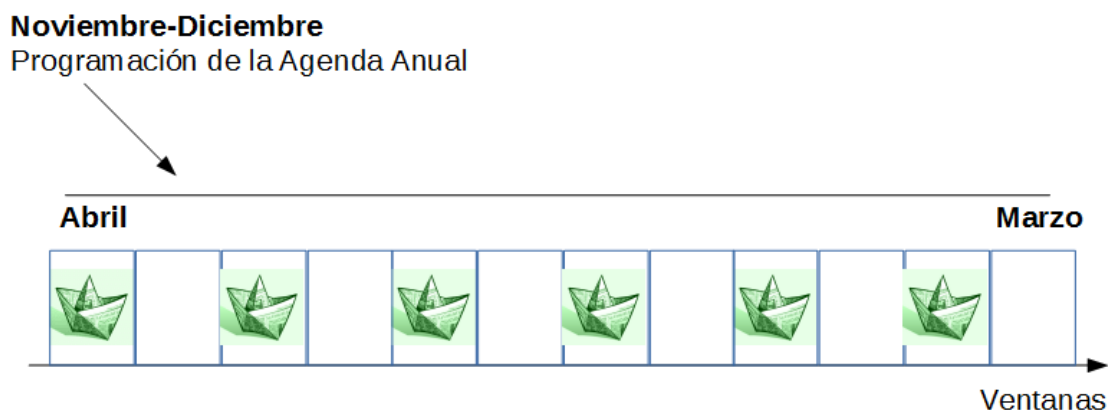 Noviembre-Diciembre
Programación de la Agenda Anual
Abril
Marzo
Ventanas